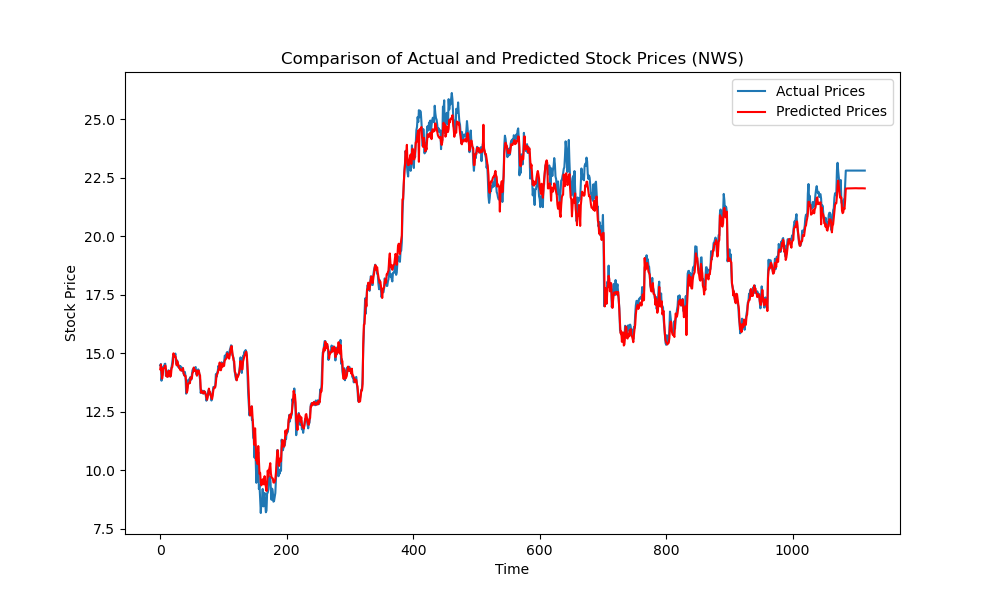 Comparison of Actual and Predicted Stock Prices (NWS)
Actual Prices
Predicted Prices
Stock Price
25.0
22.5
20.0
17.5
15.0
12.5
10.0
7.5
0 200 400 600 800 1000
Time